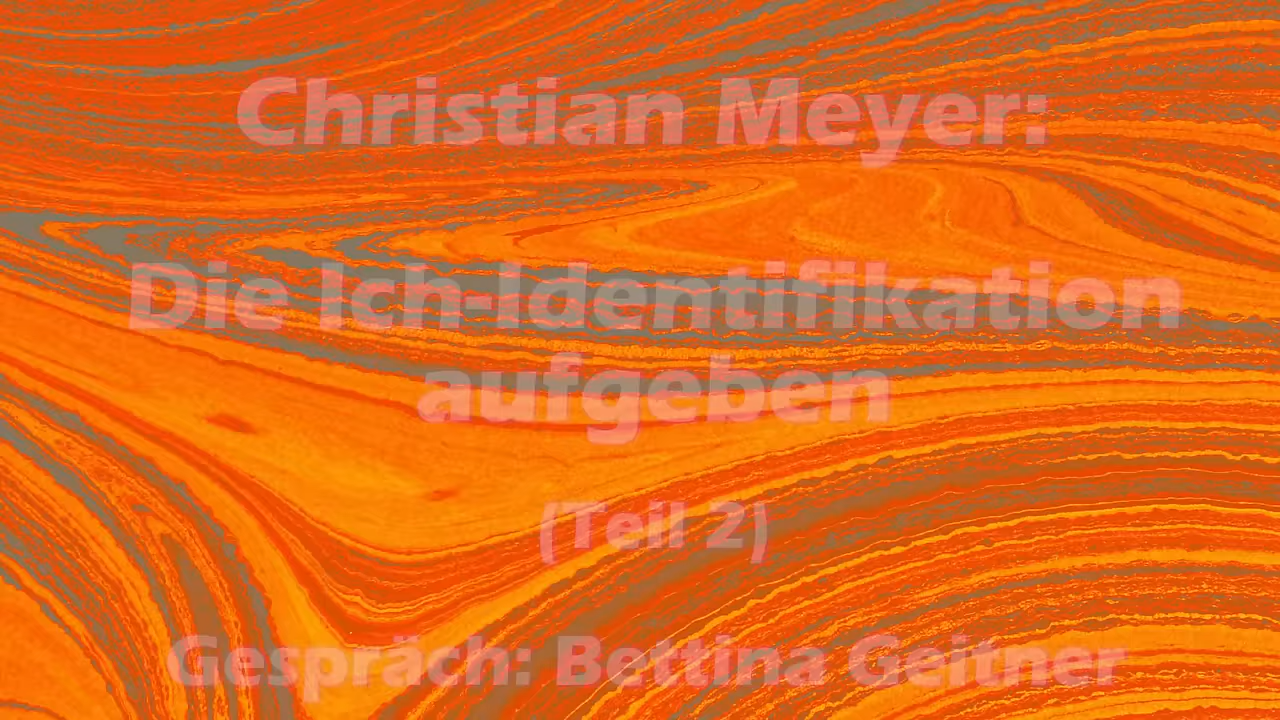 Christian Meyer:
Die Ich-Identifikation
aufgeben
(Teil 2)
Gespräch: Bettina Geitner